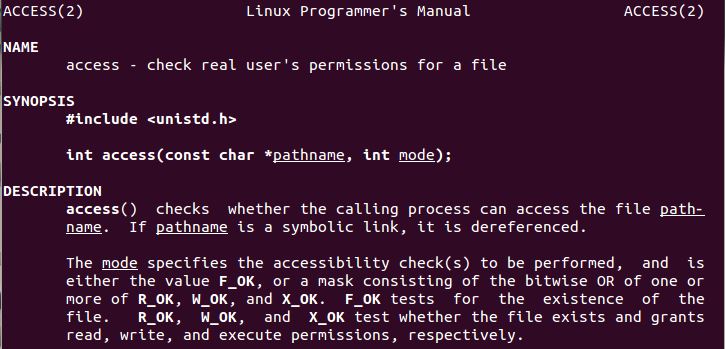 ACCESS(2) Linux Programmer's Manual ACCESS(2)
NAME
access - check real user's permissions for a file
SYNOPSIS
#include <unistd.h>
int access(const char *pathname, int mode);
DESCRIPTION
access() checks whether the calling process can access the file path-
name. If pathname is a symbolic link, it is dereferenced.
The mode specifies the accessibility check(s) to be performed, and is
either the value F_OK, or a mask consisting of the bitwise OR of one or
more of R_OK, W_OK, and X_OK. F_OK tests for the existence of the
file. R_OK, W_OK, and X_OK test whether the file exists and grants
read, write, and execute permissions, respectively.